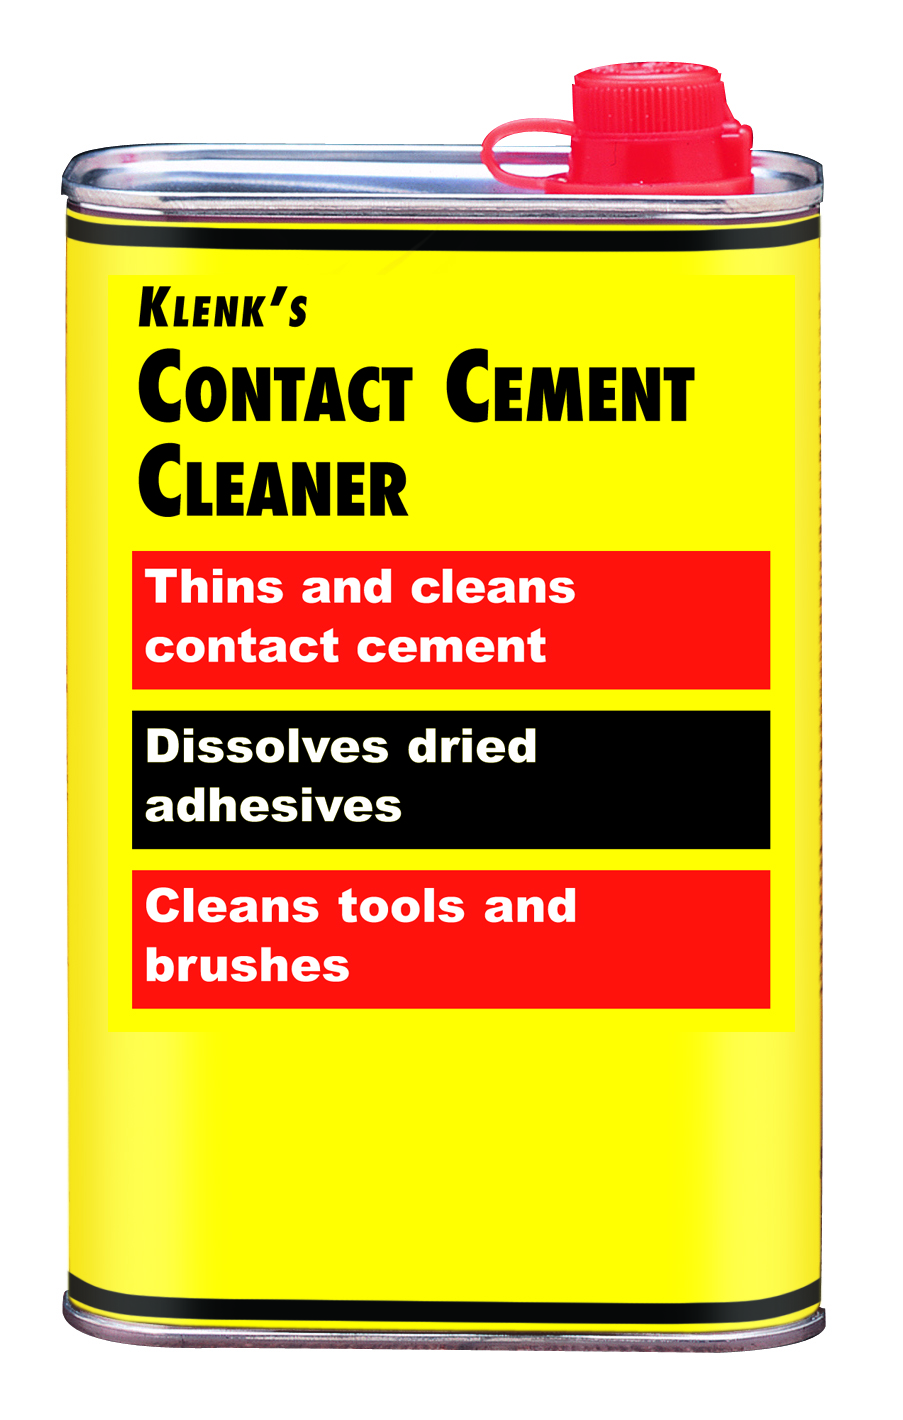 KLENK'S
CONTACT CEMENT
CLEANER
Thins and cleans
contact cement
Dissolves dried
adhesives
Cleans tools and
brushes